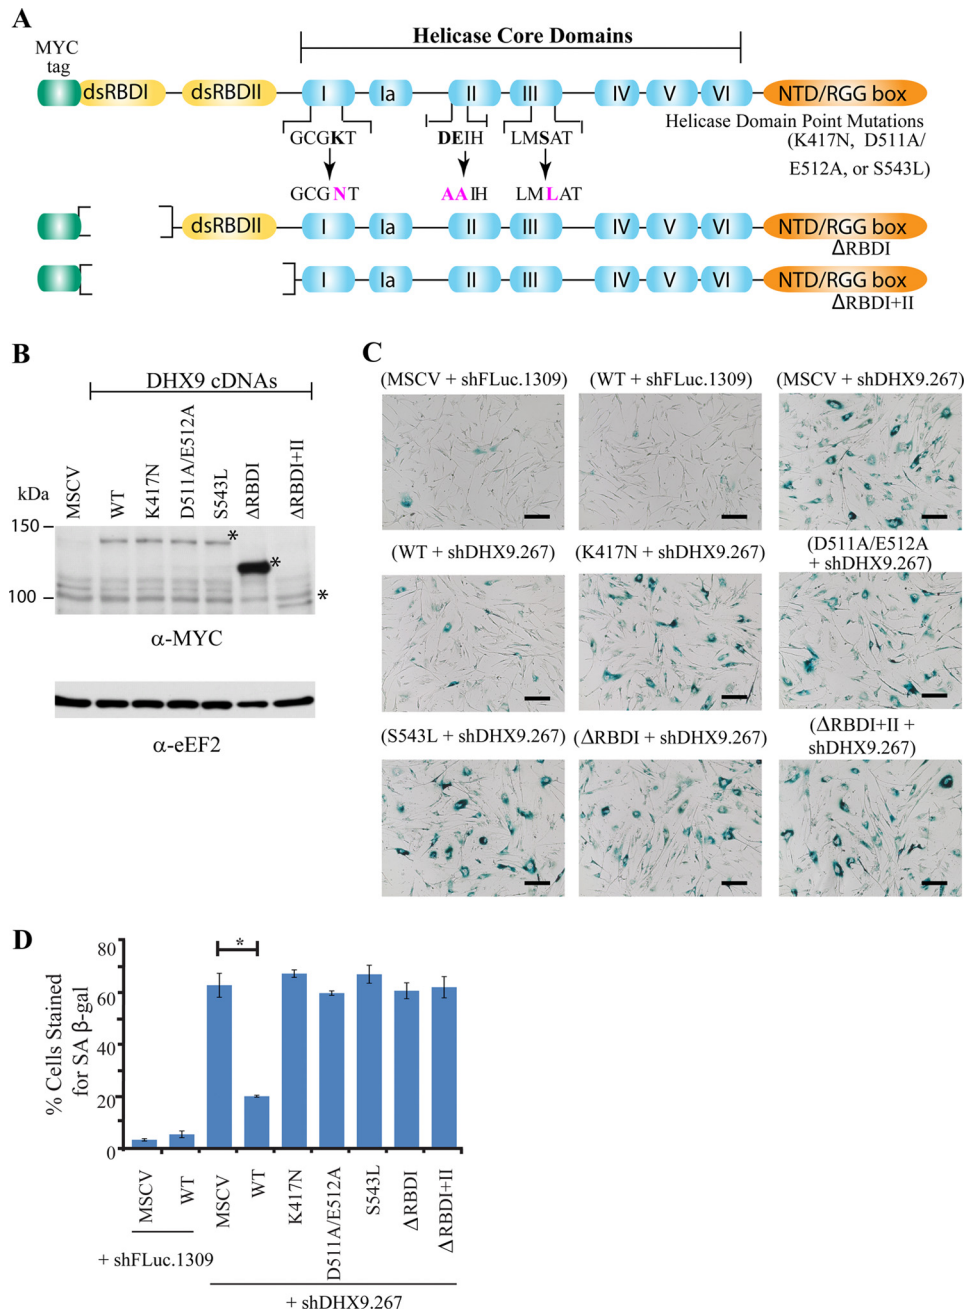 A
Helicase Core Domains
MYC
tag
dsRBDI dsRBDII I Ia II III IV V VI NTD/RGG box
GCGKT DEIH LMSAT
Helicase Domain Point Mutations
(K417N, D511A/
E512A, or S543L)
GCGNT AAIH LMLAT
dsRBDII I Ia II III IV V VI NTD/RGG box
ΔRBDI
I Ia II III IV V VI NTD/RGG box
ΔRBDI+II
B
DHX9 cDNAs
kDa
MSCV WT K417N D511A/E512A S543L ΔRBDI ΔRBDI+II
150
*
*
100
*
α-MYC
α-eEF2
C
(MSCV + shFLuc.1309) (WT + shFLuc.1309) (MSCV + shDHX9.267)
(WT + shDHX9.267) (K417N + shDHX9.267) (D511A/E512A
+ shDHX9.267)
(S543L + shDHX9.267) (ΔRBDI + shDHX9.267) (ΔRBDI+II +
shDHX9.267)
D
% Cells Stained
for SA β-gal
80
60
40
20
0
*
MSCV WT MSCV WT K417N D511A/E512A S543L ΔRBDI ΔRBDI+II
+ shFLuc.1309
+ shDHX9.267